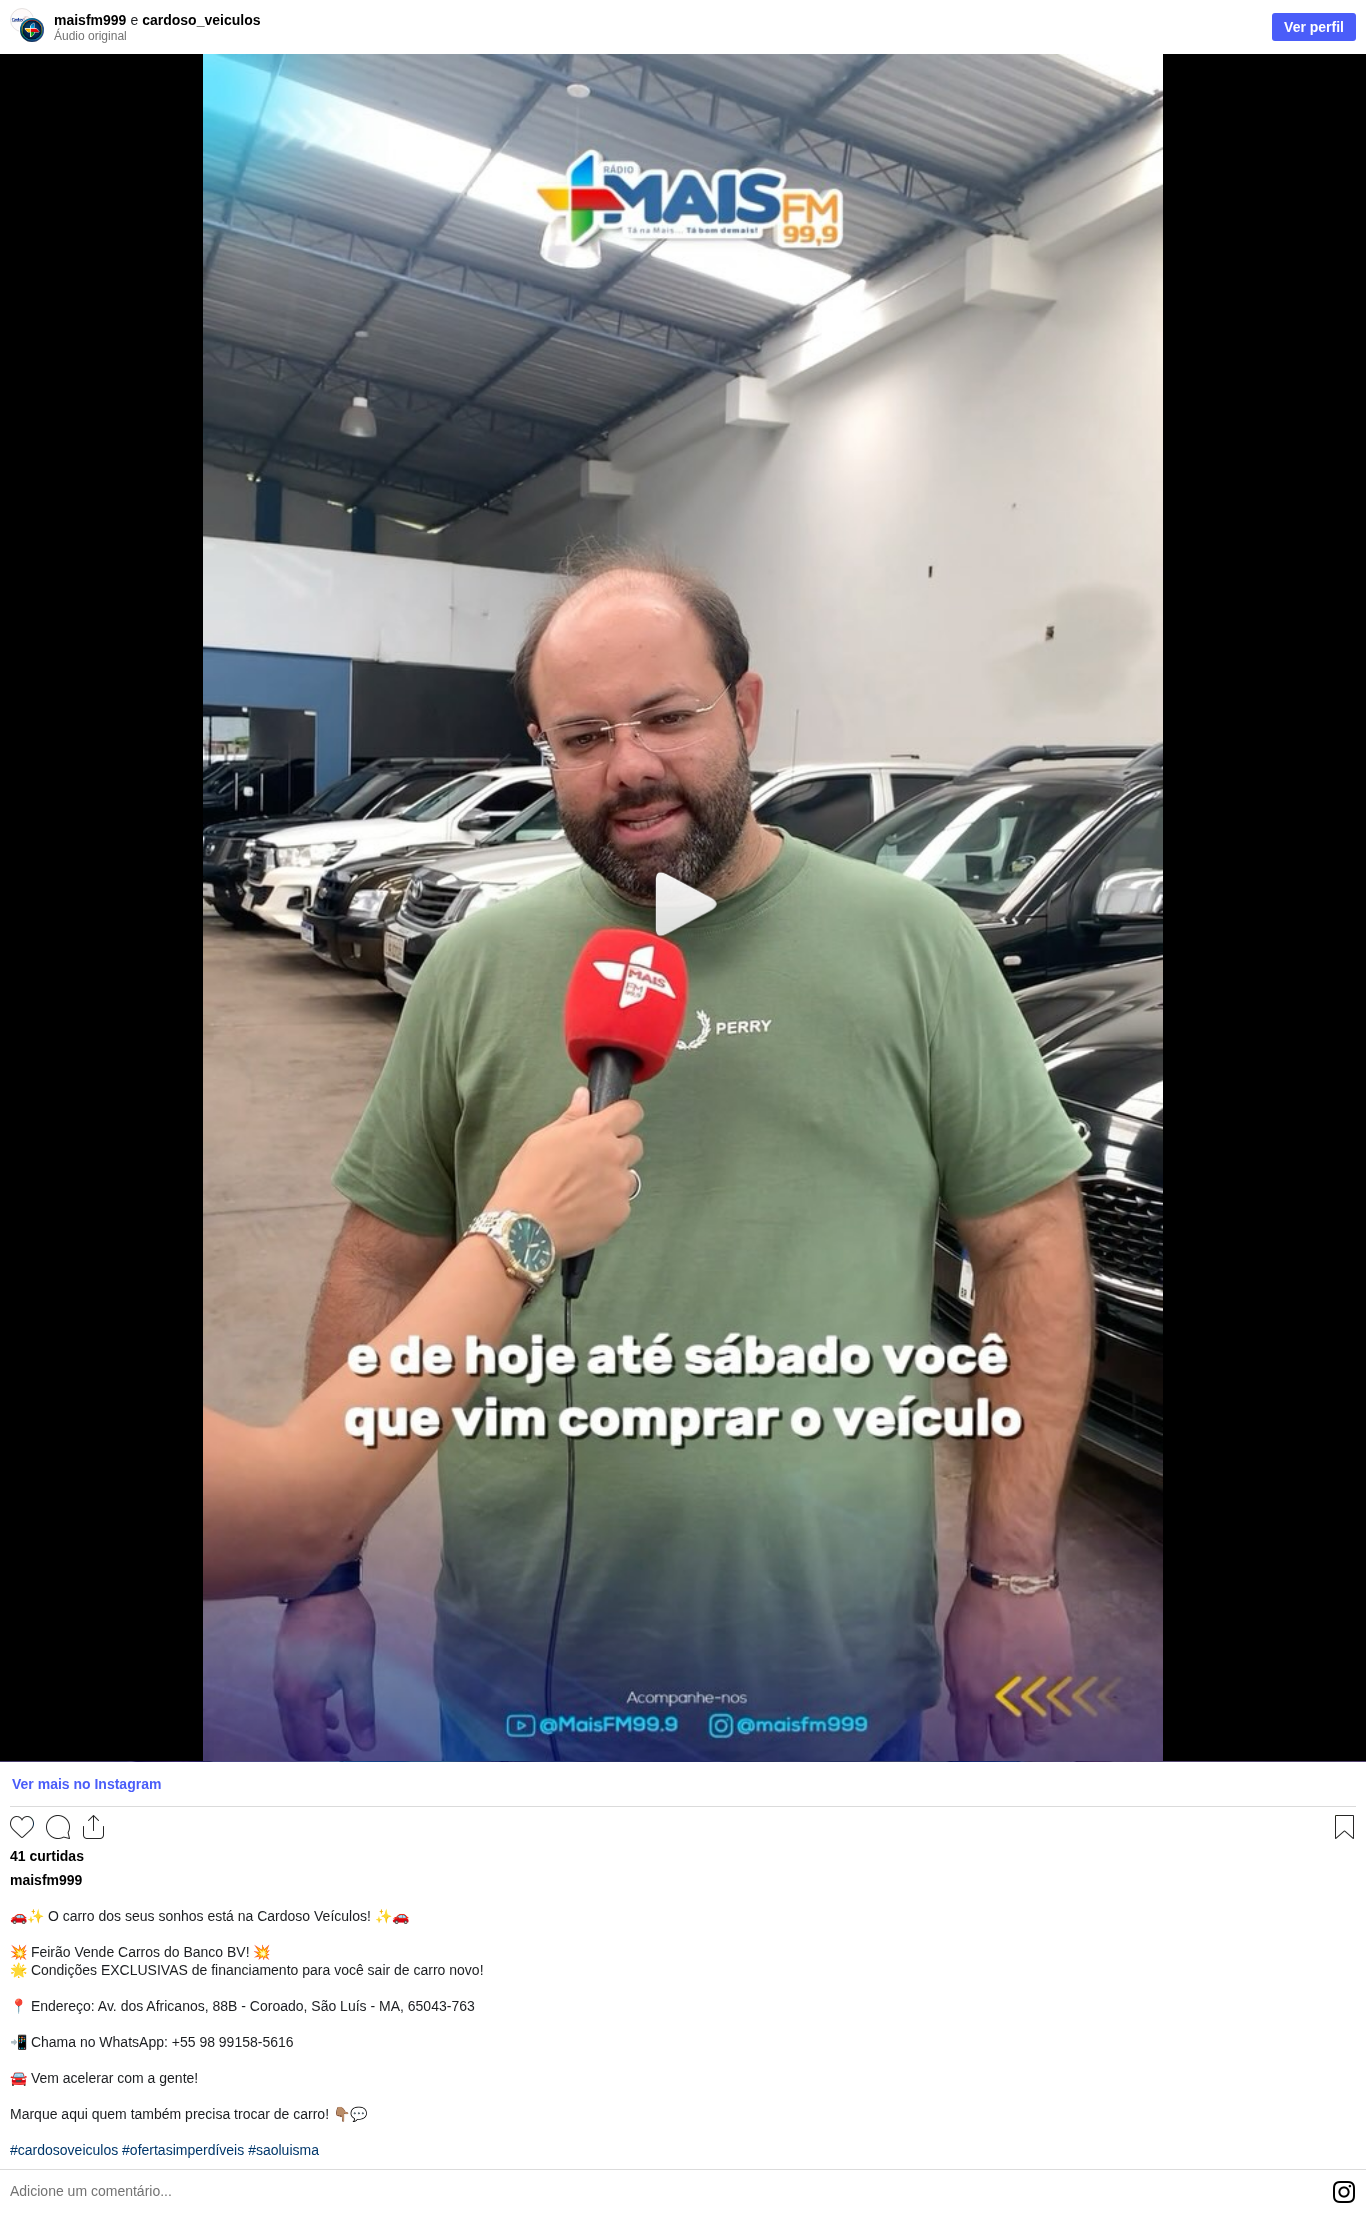 maisfm999 e cardoso_veiculos
Áudio original
Ver perfil
RÁDIO
MAIS FM
99,9
Tá na Mais... Tá bom demais!
MAIS
FM
PERRY
e de hoje até sábado você
que vim comprar o veículo
Acompanhe-nos
@MaisFM99.9 @maisfm999
Ver mais no Instagram
41 curtidas
maisfm999
🚗✨ O carro dos seus sonhos está na Cardoso Veículos! ✨🚗
💥 Feirão Vende Carros do Banco BV! 💥
🌟 Condições EXCLUSIVAS de financiamento para você sair de carro novo!
📍 Endereço: Av. dos Africanos, 88B - Coroado, São Luís - MA, 65043-763
📲 Chama no WhatsApp: +55 98 99158-5616
🚘 Vem acelerar com a gente!
Marque aqui quem também precisa trocar de carro! 👇🏽💬
#cardosoveiculos #ofertasimperdíveis #saoluisma
Adicione um comentário...